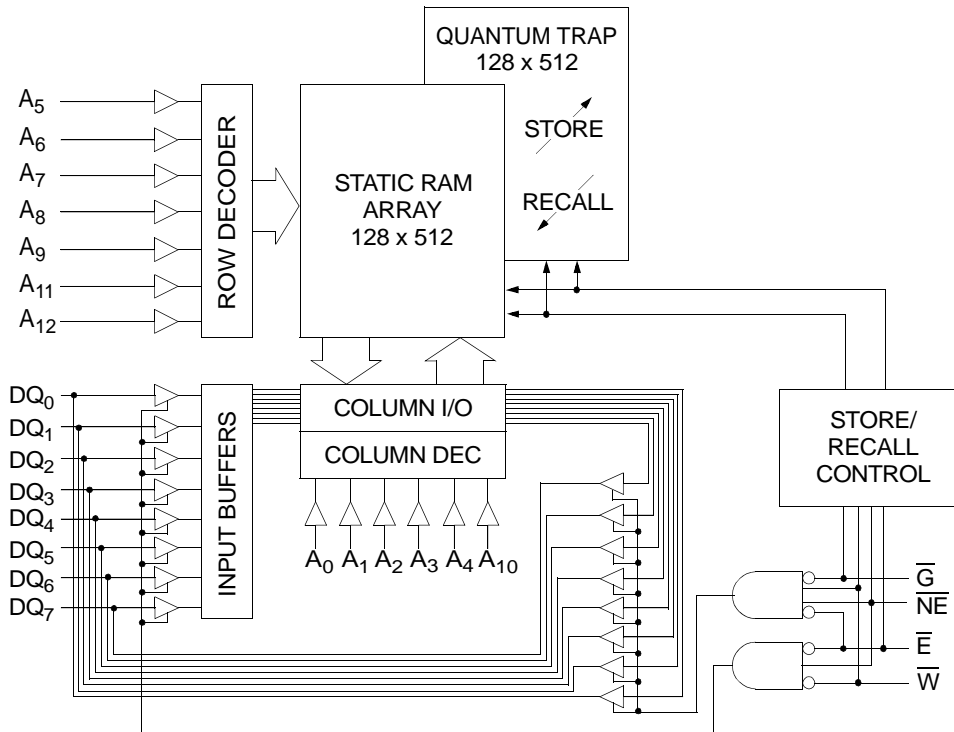 QUANTUM TRAP
128 x 512
STORE
RECALL
A5
A6
A7
A8
A9
A11
A12
ROW DECODER
STATIC RAM
ARRAY
128 x 512
DQ0
DQ1
DQ2
DQ3
DQ4
DQ5
DQ6
DQ7
INPUT BUFFERS
COLUMN I/O
COLUMN DEC
A0 A1 A2 A3 A4 A10
STORE/
RECALL
CONTROL
G̅
N̅E̅
E̅
W̅